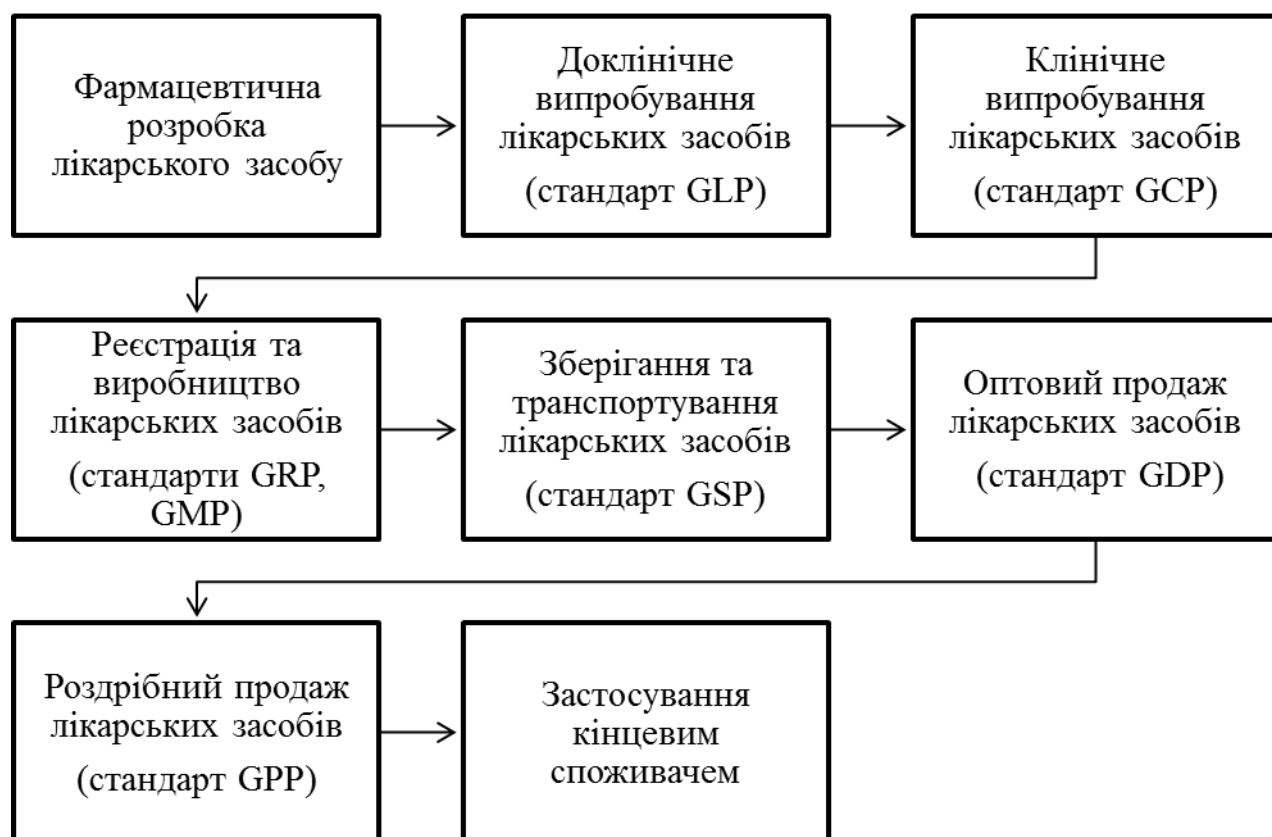 Фармацевтична
розробка
лікарського засобу
Доклінічне
випробування
лікарських засобів
(стандарт GLP)
Клінічне
випробування
лікарських засобів
(стандарт GCP)
Реєстрація та
виробництво
лікарських засобів
(стандарти GRP,
GMP)
Зберігання та
транспортування
лікарських засобів
(стандарт GSP)
Оптовий продаж
лікарських засобів
(стандарт GDP)
Роздрібний продаж
лікарських засобів
(стандарт GPP)
Застосування
кінцевим
споживачем